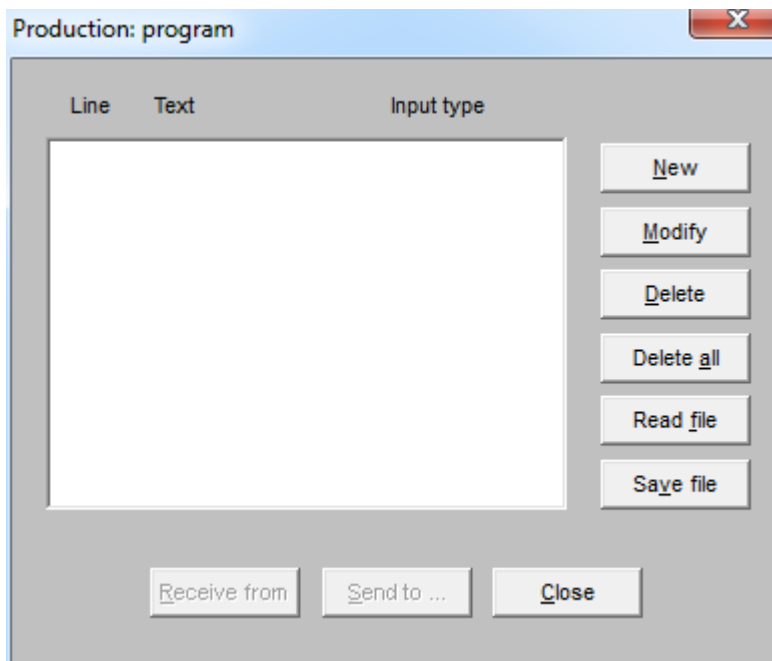 Production: program
Line Text Input type
New
Modify
Delete
Delete all
Read file
Save file
Receive from Send to ... Close